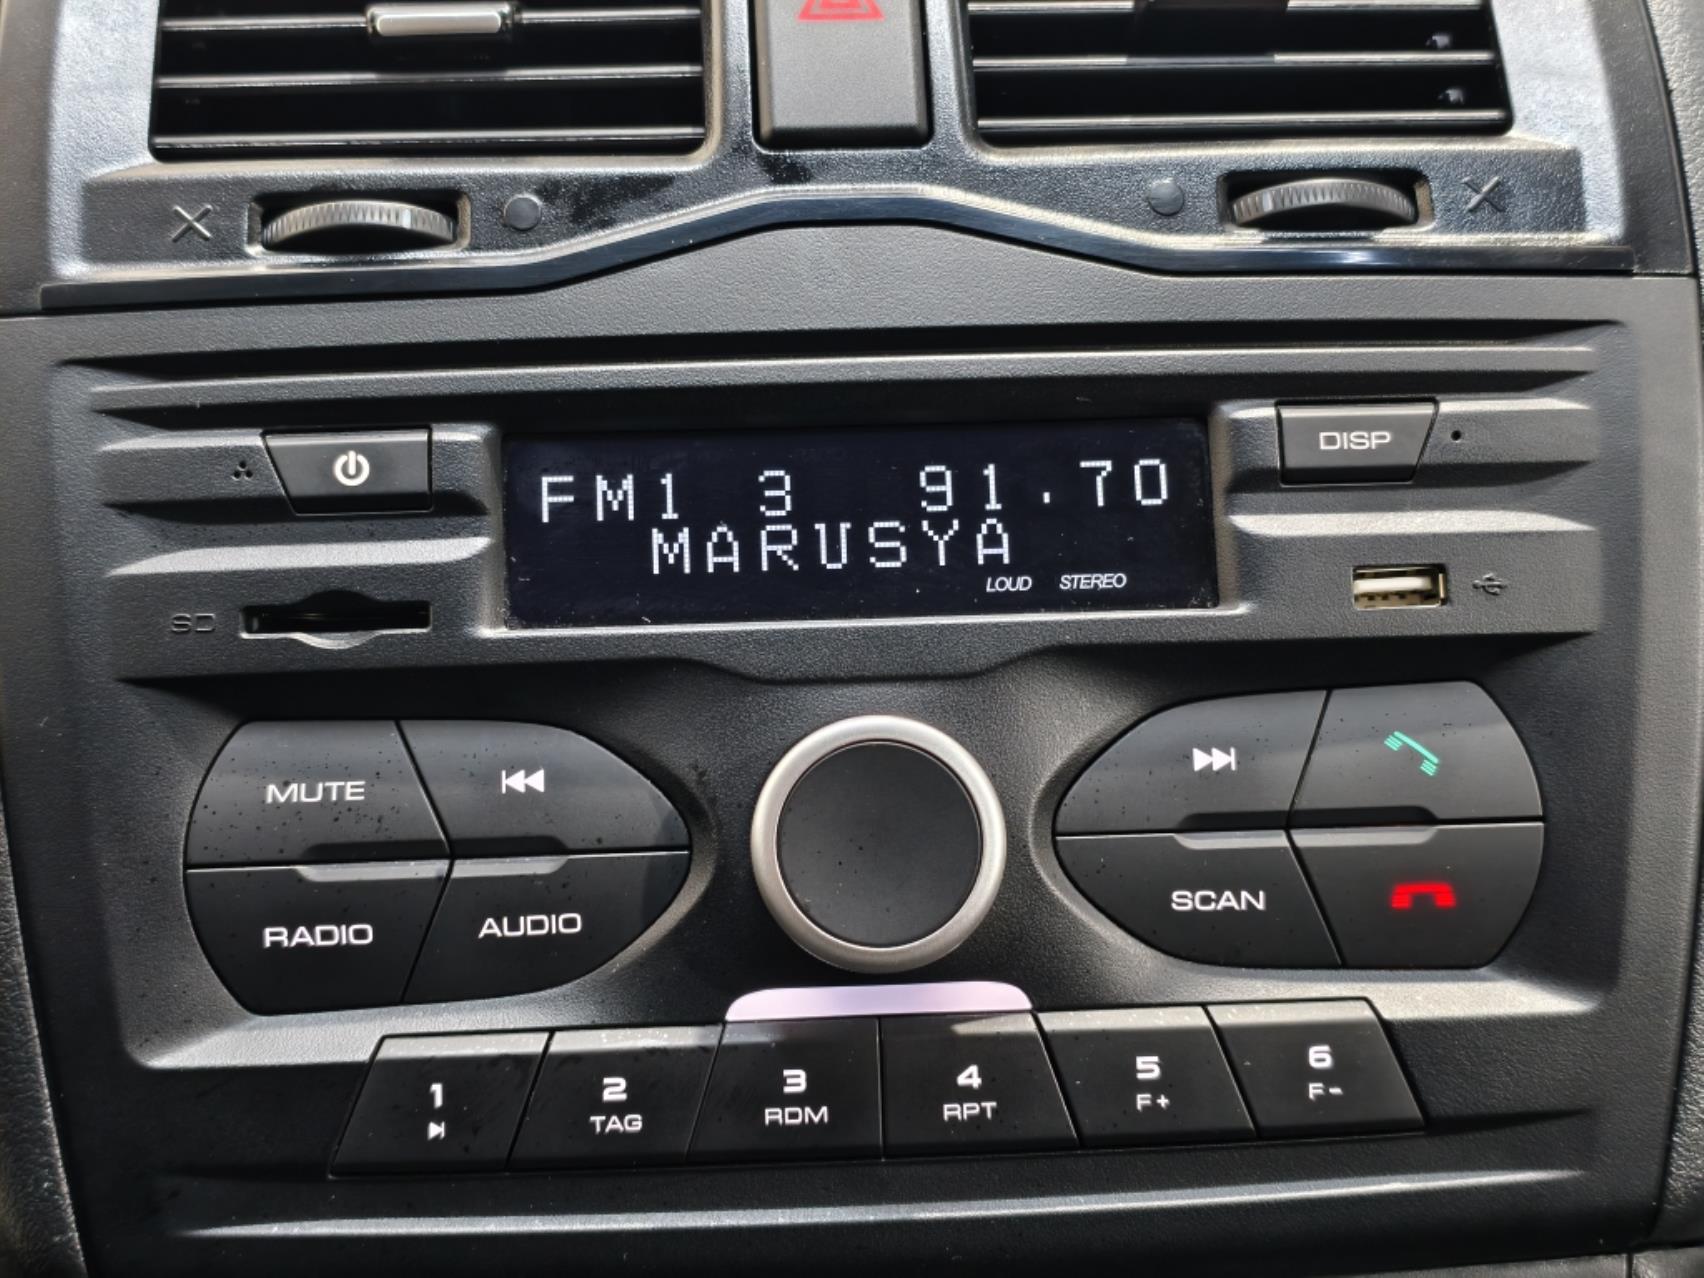 DISP
FM1 3 91.70
MARUSYA
LOUD STEREO
SD
MUTE
RADIO AUDIO
SCAN
1 2 3 4 5 6
TAG RDM RPT F+ F-